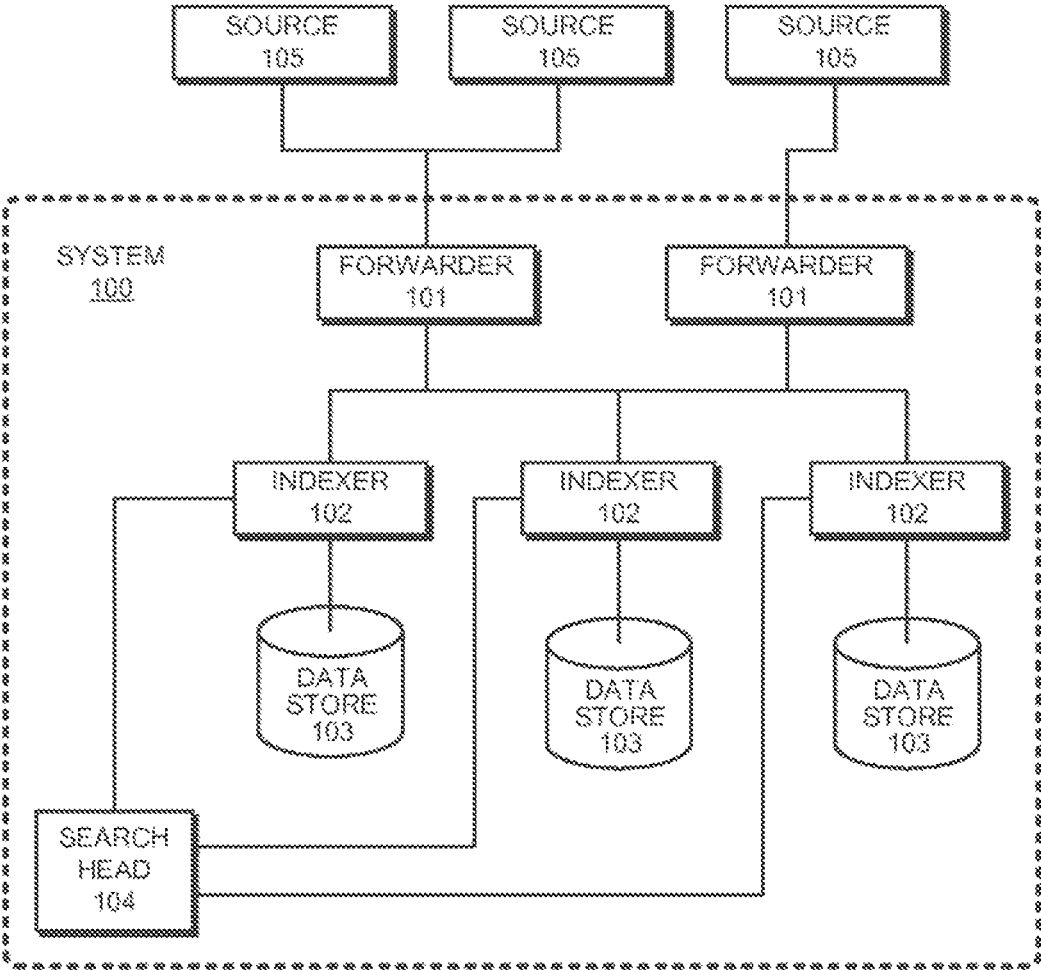 SOURCE
105
SOURCE
105
SOURCE
105
SYSTEM
100
FORWARDER
101
FORWARDER
101
INDEXER
102
INDEXER
102
INDEXER
102
DATA
STORE
103
DATA
STORE
103
DATA
STORE
103
SEARCH
HEAD
104